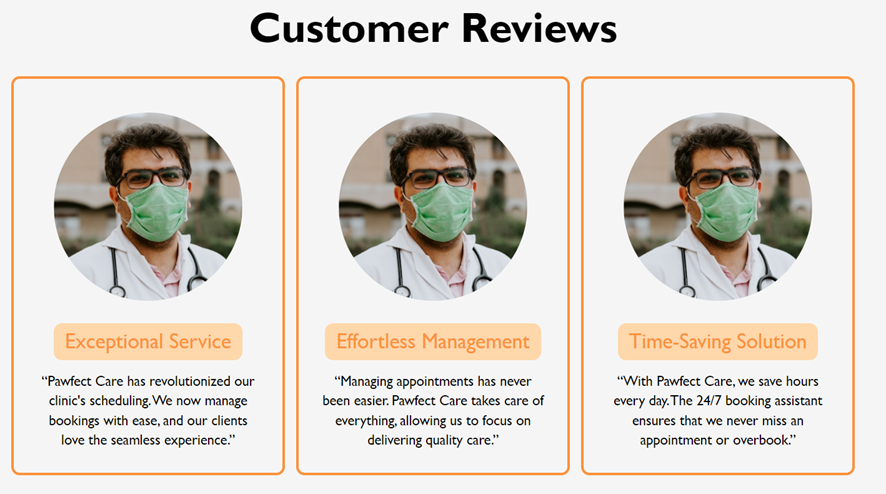 Customer Reviews
Exceptional Service
“Pawfect Care has revolutionized our
clinic's scheduling. We now manage
bookings with ease, and our clients
love the seamless experience.”
Effortless Management
“Managing appointments has never
been easier. Pawfect Care takes care of
everything, allowing us to focus on
delivering quality care.”
Time-Saving Solution
“With Pawfect Care, we save hours
every day. The 24/7 booking assistant
ensures that we never miss an
appointment or overbook.”